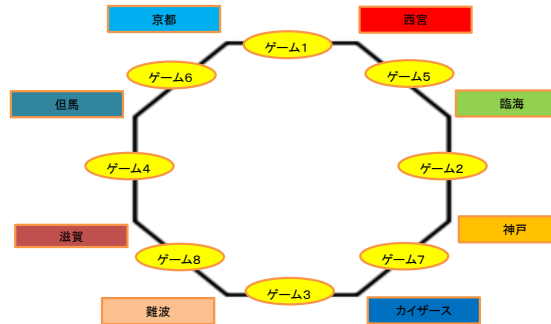 京都
西宮
ゲーム1
ゲーム6
ゲーム5
但馬
臨海
ゲーム4
ゲーム2
滋賀
神戸
ゲーム8
ゲーム7
ゲーム3
難波
カイザース